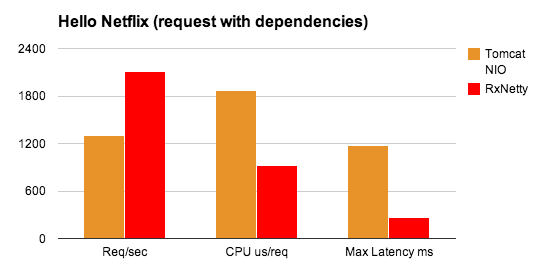 Hello Netflix (request with dependencies)
2400
1800
1200
600
0
Req/sec
CPU us/req
Max Latency ms
Tomcat
NIO
RxNetty